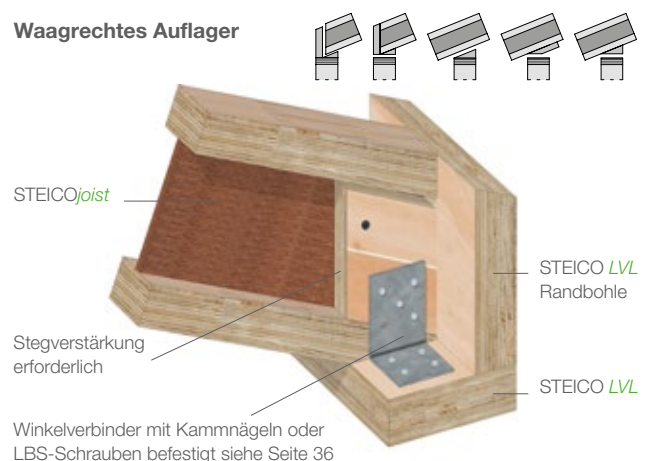 Waagrechtes Auflager
STEICOjoist
STEICO LVL
Randbohle
Stegverstärkung
erforderlich
STEICO LVL
Winkelverbinder mit Kammnägeln oder
LBS-Schrauben befestigt siehe Seite 36